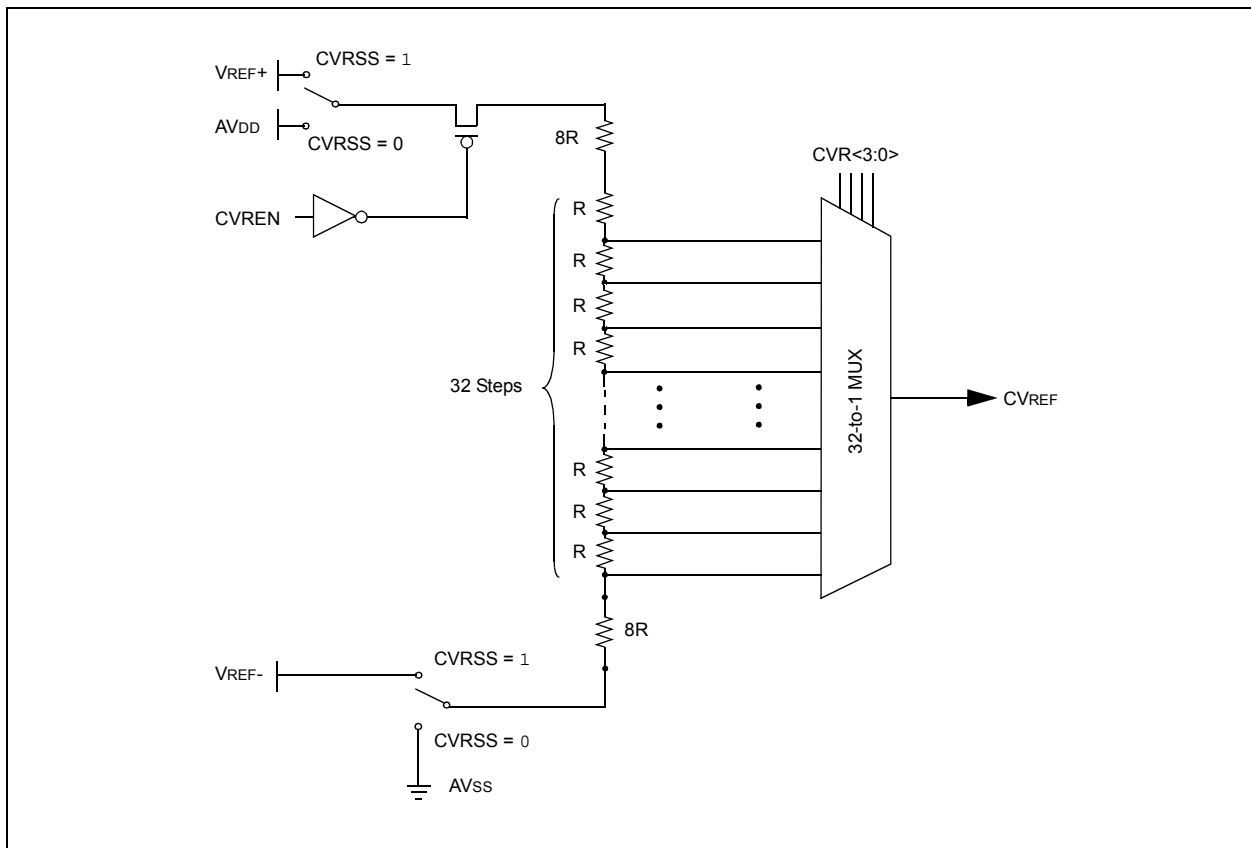 CVRSS = 1
VREF+
AVDD
CVRSS = 0
8R
CVREN
CVR<3:0>
R
R
R
R
32 Steps
32-to-1 MUX
CVREF
R
R
R
8R
CVRSS = 1
VREF-
CVRSS = 0
AVSS